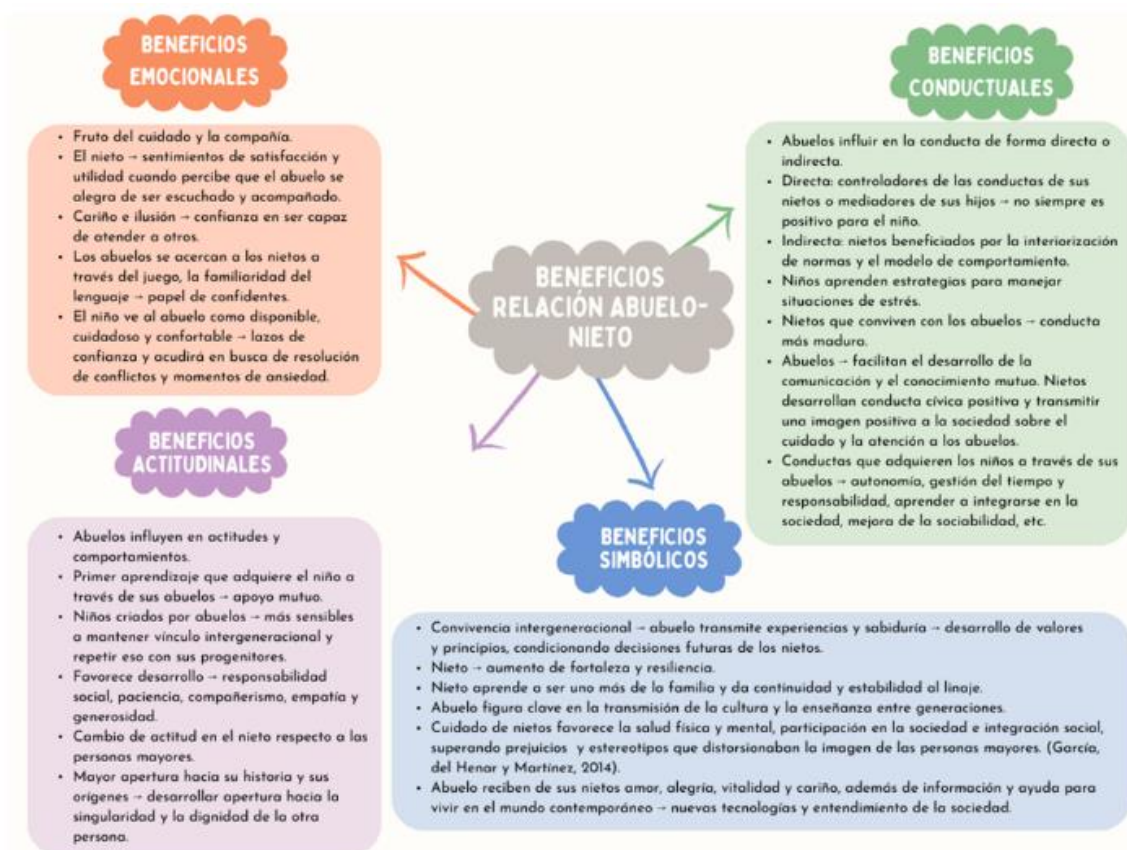 BENEFICIOS
EMOCIONALES
• Fruto del cuidado y la compañía.
• El nieto → sentimientos de satisfacción y
utilidad cuando percibe que el abuelo se
alegra de ser escuchado y acompañado.
• Cariño e ilusión → confianza en ser capaz
de atender a otros.
• Los abuelos se acercan a los nietos a
través del juego, la familiaridad del
lenguaje → papel de confidentes.
• El niño ve al abuelo como disponible,
cuidadoso y confortable → lazos de
confianza y acudirá en busca de resolución
de conflictos y momentos de ansiedad.
BENEFICIOS
RELACIÓN ABUELO-
NIETO
BENEFICIOS
CONDUCTUALES
• Abuelos influir en la conducta de forma directa o
indirecta.
• Directa: controladores de las conductas de sus
nietos o mediadores de sus hijos → no siempre es
positivo para el niño.
• Indirecta: nietos beneficiados por la interiorización
de normas y el modelo de comportamiento.
• Niños aprenden estrategias para manejar
situaciones de estrés.
• Nietos que conviven con los abuelos → conducta
más madura.
• Abuelos → facilitan el desarrollo de la
comunicación y el conocimiento mutuo. Nietos
desarrollan conducta cívica positiva y transmitir
una imagen positiva a la sociedad sobre el
cuidado y la atención a los abuelos.
• Conductas que adquieren los niños a través de sus
abuelos → autonomía, gestión del tiempo y
responsabilidad, aprender a integrarse en la
sociedad, mejora de la sociabilidad, etc.
BENEFICIOS
ACTITUDINALES
• Abuelos influyen en actitudes y
comportamientos.
• Primer aprendizaje que adquiere el niño a
través de sus abuelos → apoyo mutuo.
• Niños criados por abuelos → más sensibles
a mantener vínculo intergeneracional y
repetir eso con sus progenitores.
• Favorece desarrollo → responsabilidad
social, paciencia, compañerismo, empatía y
generosidad.
• Cambio de actitud en el nieto respecto a las
personas mayores.
• Mayor apertura hacia su historia y sus
orígenes → desarrollar apertura hacia la
singularidad y la dignidad de la otra
persona.
BENEFICIOS
SIMBÓLICOS
• Convivencia intergeneracional → abuelo transmite experiencias y sabiduría → desarrollo de valores
y principios, condicionando decisiones futuras de los nietos.
• Nieto → aumento de fortaleza y resiliencia.
• Nieto aprende a ser uno más de la familia y da continuidad y estabilidad al linaje.
• Abuelo figura clave en la transmisión de la cultura y la enseñanza entre generaciones.
• Cuidado de nietos favorece la salud física y mental, participación en la sociedad e integración social,
superando prejuicios y estereotipos que distorsionaban la imagen de las personas mayores. (García,
del Henar y Martínez, 2014).
• Abuelo reciben de sus nietos amor, alegría, vitalidad y cariño, además de información y ayuda para
vivir en el mundo contemporáneo → nuevas tecnologías y entendimiento de la sociedad.